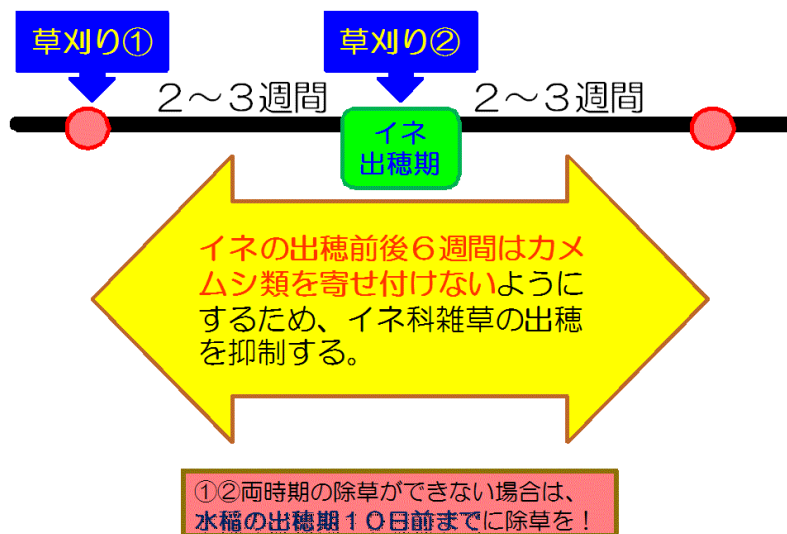 草刈り①
草刈り②
２～３週間
２～３週間
イネ
出穂期
イネの出穂前後６週間はカメ
ムシ類を寄せ付けないように
するため、イネ科雑草の出穂
を抑制する。
①②両時期の除草ができない場合は、
水稲の出穂期１０日前までに除草を！